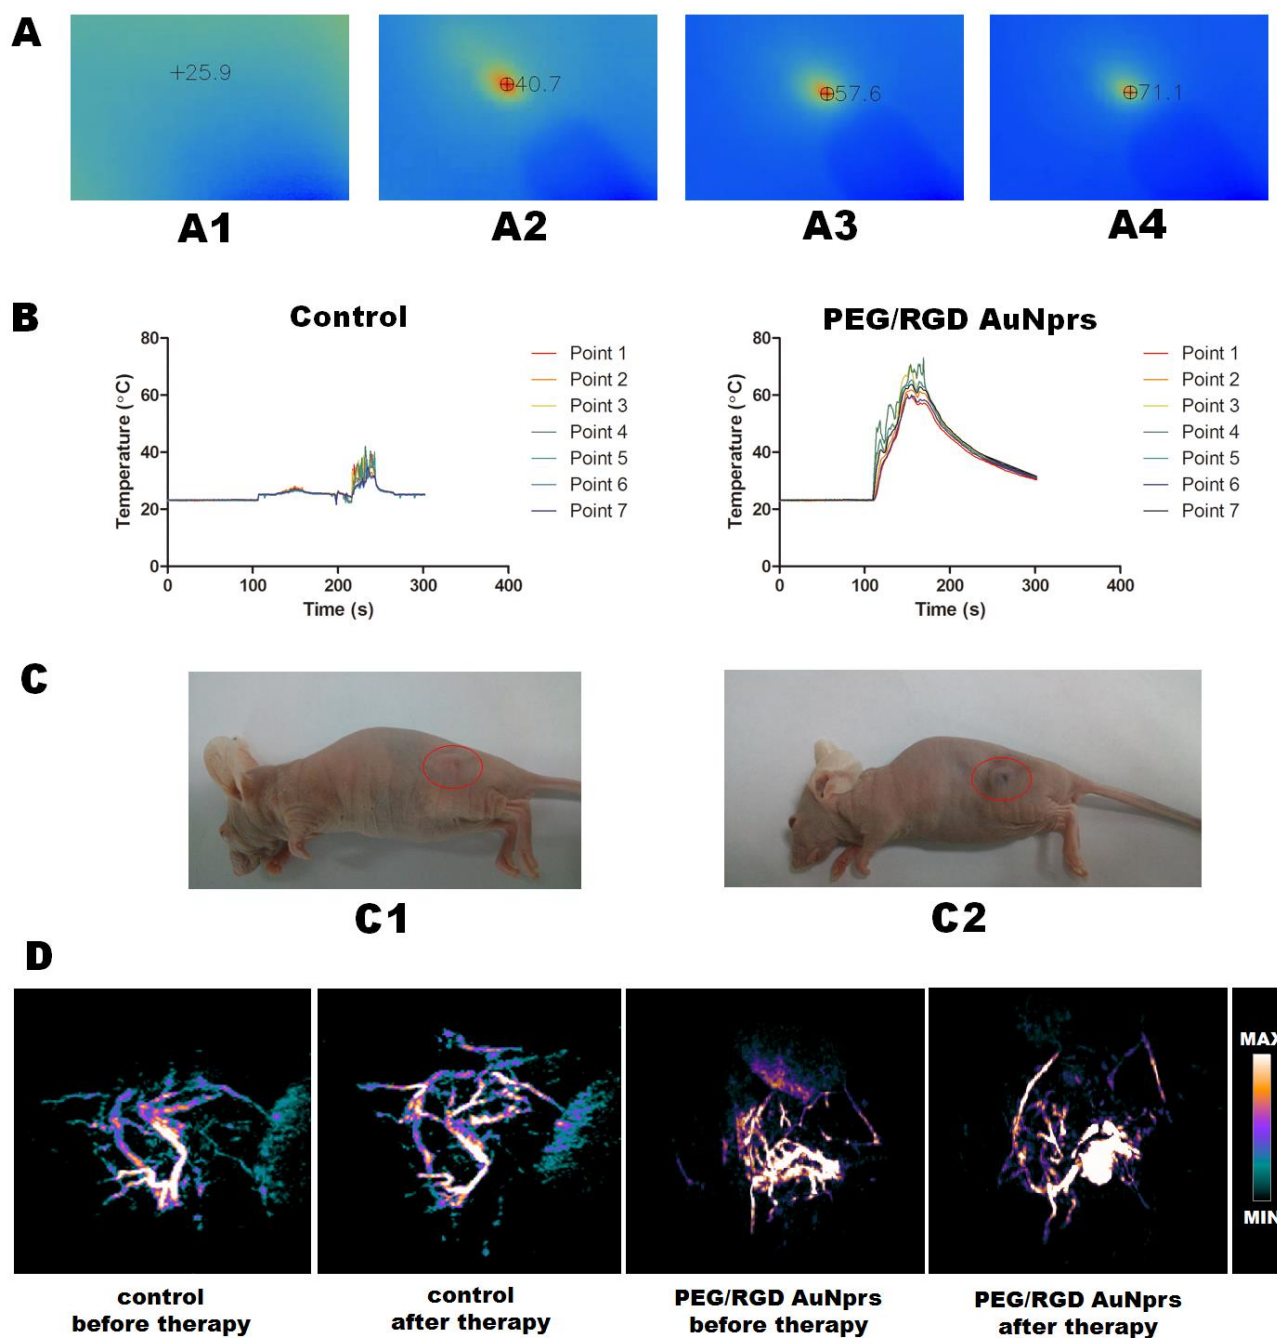 A
+25.9
40.7
57.6
71.1
A1
A2
A3
A4
B
Control
80
60
40
20
0
Temperature (°C)
0
100
200
300
400
Time (s)
Point 1
Point 2
Point 3
Point 4
Point 5
Point 6
Point 7
PEG/RGD AuNprs
80
60
40
20
0
Temperature (°C)
0
100
200
300
400
Time (s)
Point 1
Point 2
Point 3
Point 4
Point 5
Point 6
Point 7
C
C1
C2
D
MAX
MIN
control
before therapy
control
after therapy
PEG/RGD AuNprs
before therapy
PEG/RGD AuNprs
after therapy